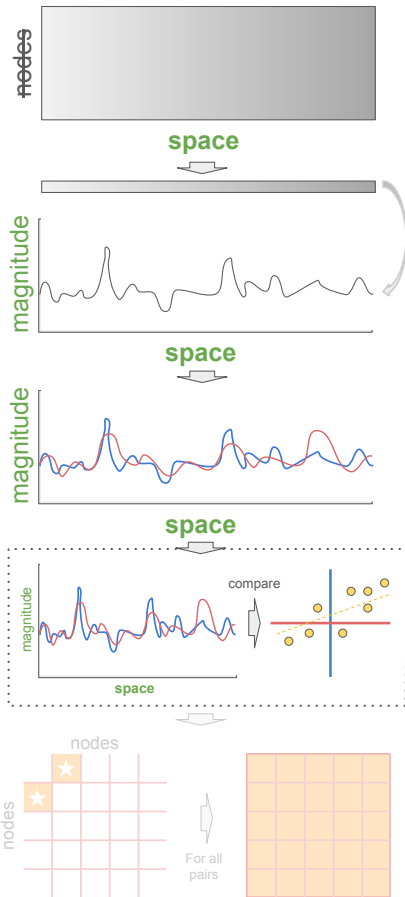 nodes
space
magnitude
space
magnitude
space
magnitude
compare
space
nodes
nodes
For all
pairs